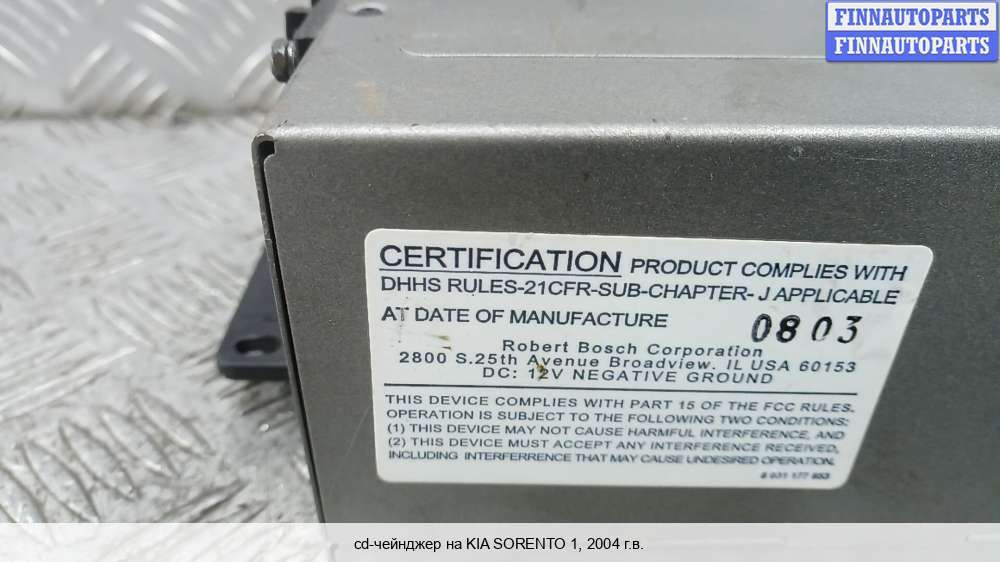 FINNAUTOPARTS
FINNAUTOPARTS
CERTIFICATION PRODUCT COMPLIES WITH
DHHS RULES-21CFR-SUB-CHAPTER- J APPLICABLE
AT DATE OF MANUFACTURE 0803
Robert Bosch Corporation
2800 S.25th Avenue Broadview. IL USA 60153
DC: 12V NEGATIVE GROUND
THIS DEVICE COMPLIES WITH PART 15 OF THE FCC RULES.
OPERATION IS SUBJECT TO THE FOLLOWING TWO CONDITIONS:
(1) THIS DEVICE MAY NOT CAUSE HARMFUL INTERFERENCE, AND
(2) THIS DEVICE MUST ACCEPT ANY INTERFERENCE RECEIVED,
INCLUDING INTERFERRENCE THAT MAY CAUSE UNDESIRED OPERATION.
8 931 177 853
cd-чейнджер на KIA SORENTO 1, 2004 г.в.